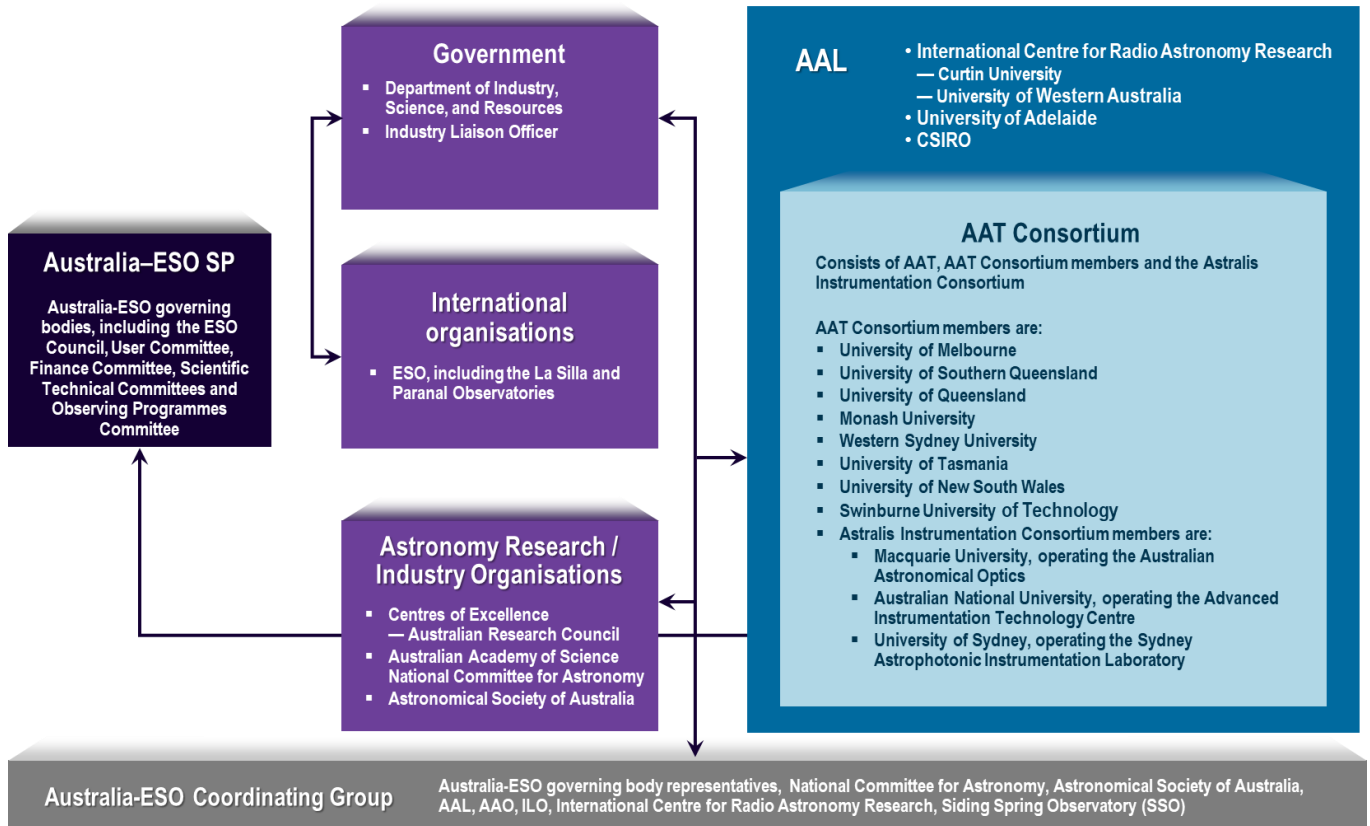 Government
▪ Department of Industry,
Science, and Resources
▪ Industry Liaison Officer
AAL
• International Centre for Radio Astronomy Research
— Curtin University
— University of Western Australia
• University of Adelaide
• CSIRO
Australia–ESO SP
Australia-ESO governing
bodies, including the ESO
Council, User Committee,
Finance Committee, Scientific
Technical Committees and
Observing Programmes
Committee
International
organisations
▪ ESO, including the La Silla and
Paranal Observatories
AAT Consortium
Consists of AAT, AAT Consortium members and the Astralis
Instrumentation Consortium
AAT Consortium members are:
▪ University of Melbourne
▪ University of Southern Queensland
▪ University of Queensland
▪ Monash University
▪ Western Sydney University
▪ University of Tasmania
▪ University of New South Wales
▪ Swinburne University of Technology
▪ Astralis Instrumentation Consortium members are:
▪ Macquarie University, operating the Australian
Astronomical Optics
▪ Australian National University, operating the Advanced
Instrumentation Technology Centre
▪ University of Sydney, operating the Sydney
Astrophotonic Instrumentation Laboratory
Astronomy Research /
Industry Organisations
▪ Centres of Excellence
— Australian Research Council
▪ Australian Academy of Science
National Committee for Astronomy
▪ Astronomical Society of Australia
Australia-ESO Coordinating Group
Australia-ESO governing body representatives, National Committee for Astronomy, Astronomical Society of Australia,
AAL, AAO, ILO, International Centre for Radio Astronomy Research, Siding Spring Observatory (SSO)